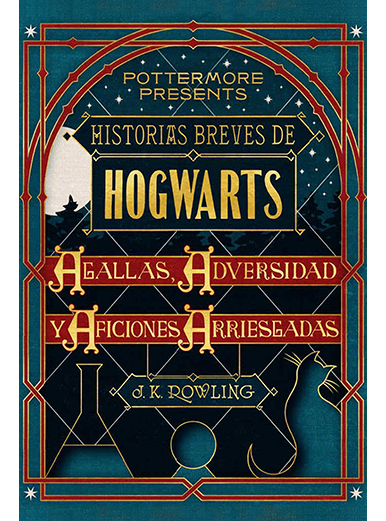 POTTERMORE
PRESENTS
HISTORIAS BREVES DE
HOGWARTS
AGALLAS, ADVERSIDAD
Y AFICIONES ARRIESGADAS
J.K. ROWLING